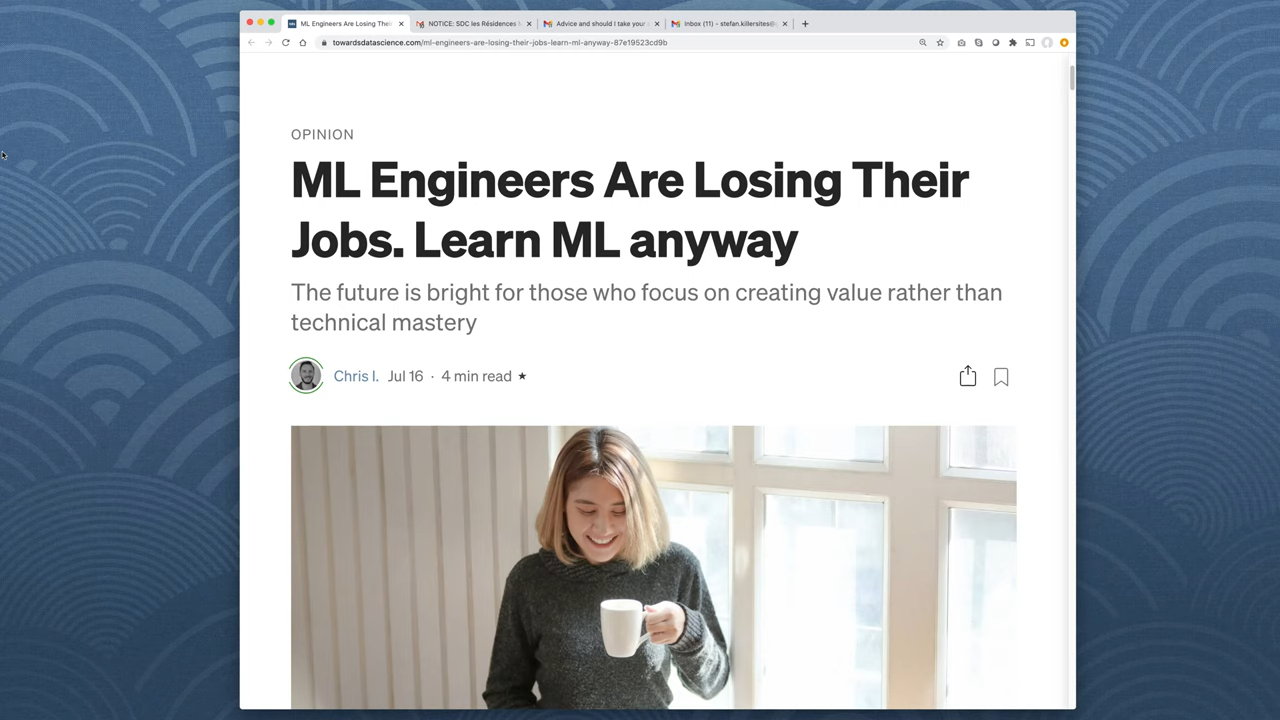 ML Engineers Are Losing Thei
NOTICE: SDC les Résidences
Advice and should I take your
Inbox (11) – stefan.killersites@
towardsdatascience.com/ml-engineers-are-losing-their-jobs-learn-ml-anyway-87e19523cd9b
OPINION
ML Engineers Are Losing Their
Jobs. Learn ML anyway
The future is bright for those who focus on creating value rather than
technical mastery
Chris I. Jul 16 · 4 min read ★